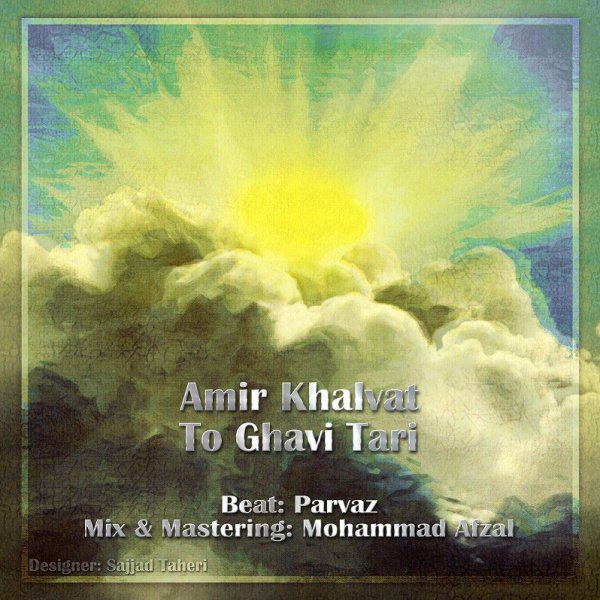 Amir Khalvat
To Ghavi Tari
Beat: Parvaz
Mix & Mastering: Mohammad Afzal
Designer: Sajjad Taheri